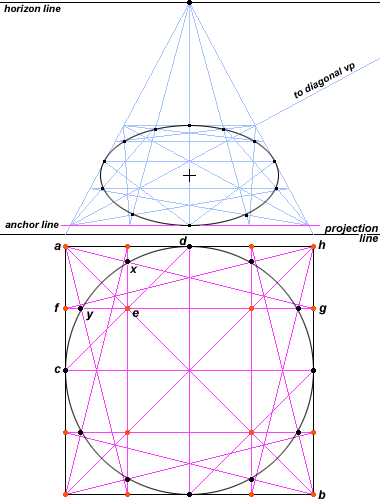 horizon line
to diagonal vp
anchor line
projection
line
a
d
h
x
f
y
e
g
c
b